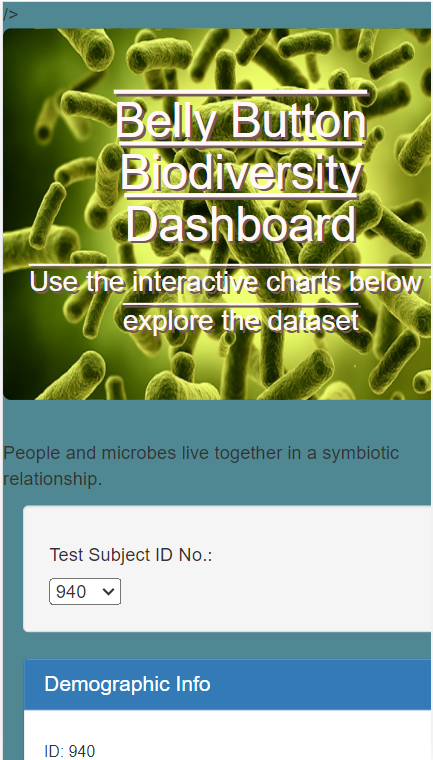 />
Belly Button
Biodiversity
Dashboard
Use the interactive charts below
explore the dataset
People and microbes live together in a symbiotic
relationship.
Test Subject ID No.:
940
Demographic Info
ID: 940